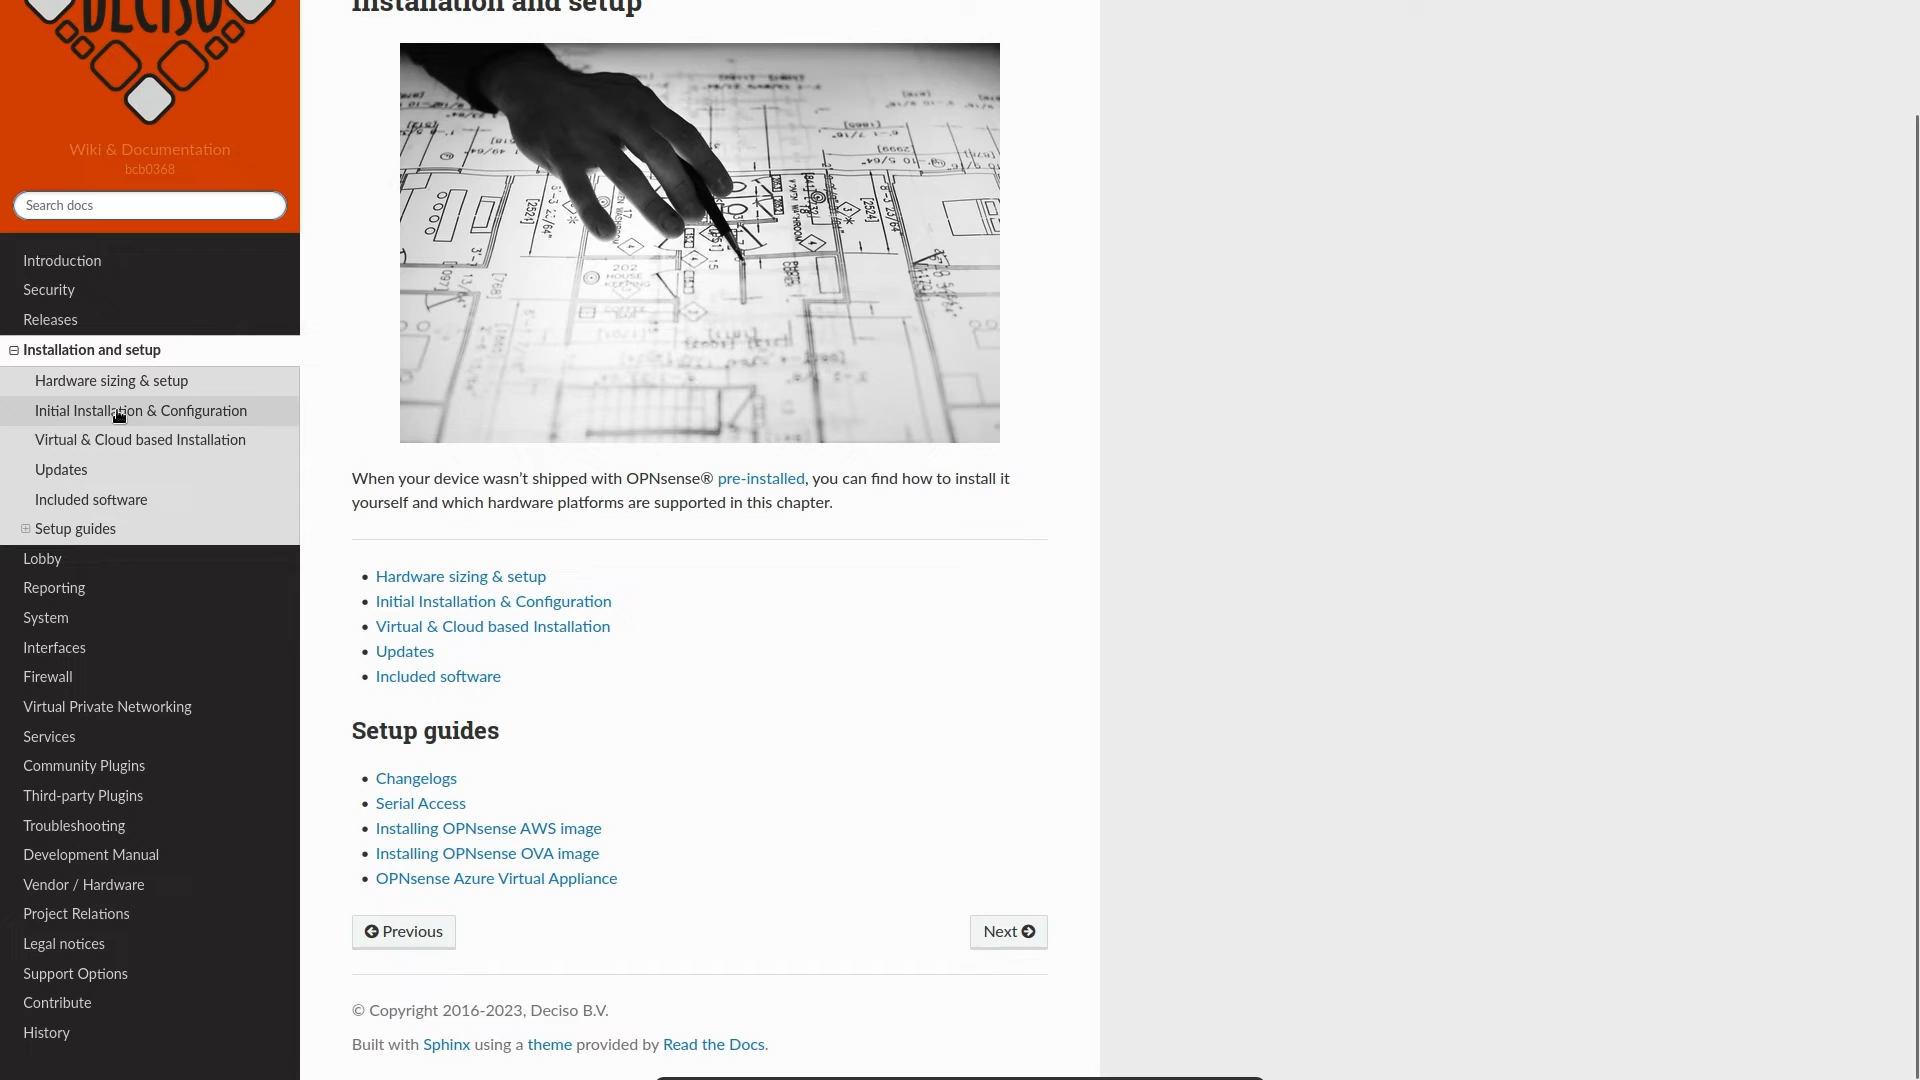 DECISO
Wiki & Documentation
bcb0368
Search docs
Introduction
Security
Releases
Installation and setup
Hardware sizing & setup
Initial Installation & Configuration
Virtual & Cloud based Installation
Updates
Included software
Setup guides
Lobby
Reporting
System
Interfaces
Firewall
Virtual Private Networking
Services
Community Plugins
Third-party Plugins
Troubleshooting
Development Manual
Vendor / Hardware
Project Relations
Legal notices
Support Options
Contribute
History
Installation and setup
When your device wasn’t shipped with OPNsense® pre-installed, you can find how to install it
yourself and which hardware platforms are supported in this chapter.
Hardware sizing & setup
Initial Installation & Configuration
Virtual & Cloud based Installation
Updates
Included software
Setup guides
Changelogs
Serial Access
Installing OPNsense AWS image
Installing OPNsense OVA image
OPNsense Azure Virtual Appliance
Previous
Next
© Copyright 2016-2023, Deciso B.V.
Built with Sphinx using a theme provided by Read the Docs.